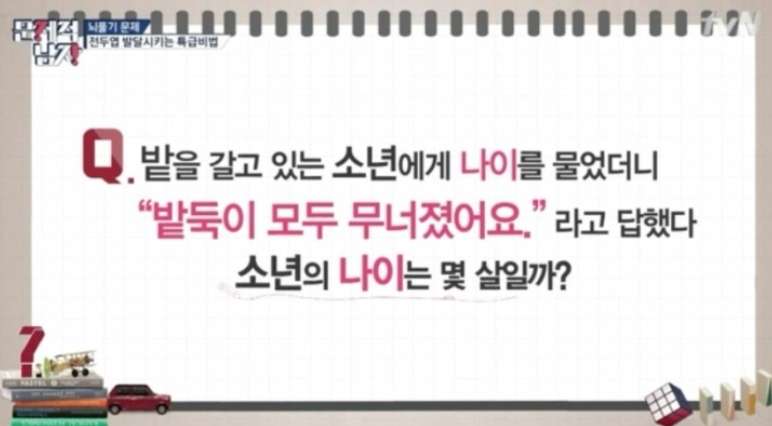 문제적 남자
뇌풀기 문제
전두엽 발달시키는 특급비법
tvN
Q. 밭을 갈고 있는 소년에게 나이를 물었더니
“밭둑이 모두 무너졌어요.” 라고 답했다
소년의 나이는 몇 살일까?
?